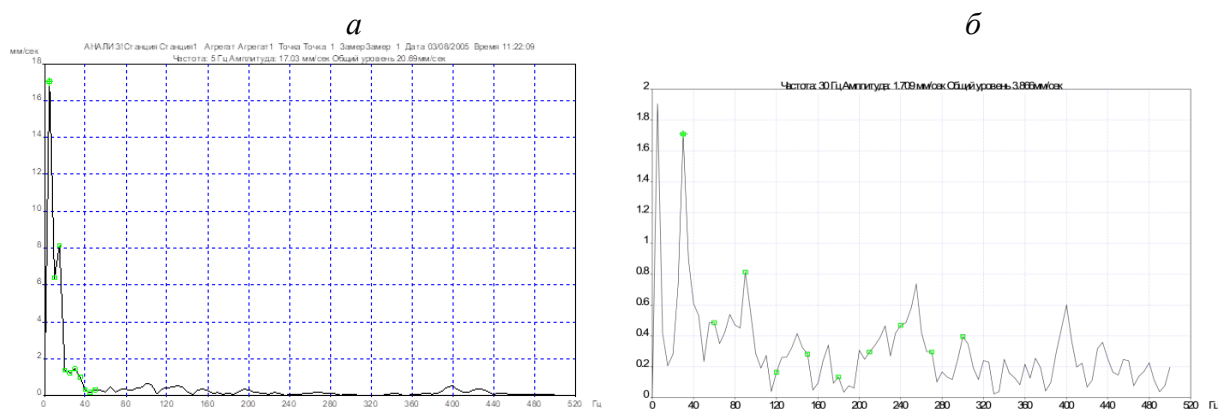 а
б
АНАЛИЗ!Станция Станция1 Агрегат Агрегат1 Точка Точка 1 ЗамерЗамер 1 Дата 03/08/2005 Время 11:22:09
мм/сек
Частота: 5 Гц Амплитуда: 17.03 мм/сек Общий уровень 20.89мм/сек
18
16
14
12
10
8
6
4
2
0
0 40 80 120 160 200 240 280 320 360 400 440 480 520 Гц
Частота: 30 Гц Амплитуда: 1.709 мм/сек Общий уровень 3.866мм/сек
2
1.8
1.6
1.4
1.2
1
0.8
0.6
0.4
0.2
0
0 40 80 120 160 200 240 280 320 360 400 440 480 520
Гц